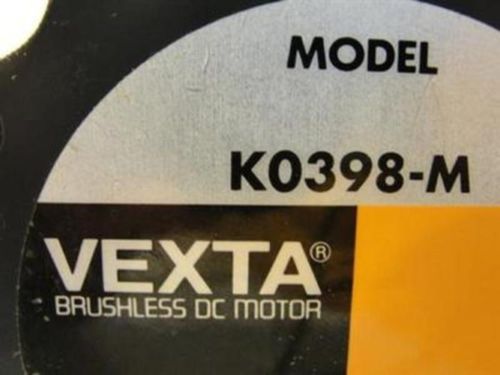 MODEL
K0398-M
VEXTA®
BRUSHLESS DC MOTOR